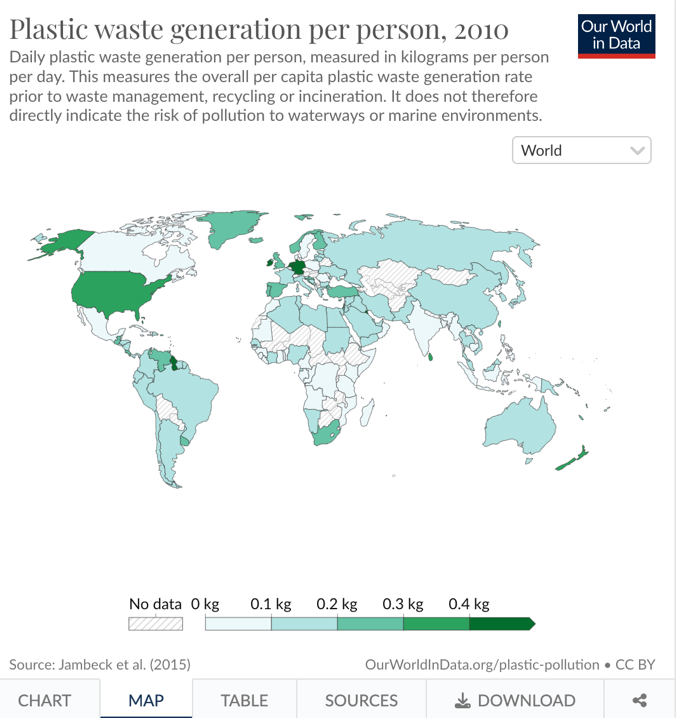 Plastic waste generation per person, 2010
Our World
in Data
Daily plastic waste generation per person, measured in kilograms per person
per day. This measures the overall per capita plastic waste generation rate
prior to waste management, recycling or incineration. It does not therefore
directly indicate the risk of pollution to waterways or marine environments.
World
No data 0 kg 0.1 kg 0.2 kg 0.3 kg 0.4 kg
Source: Jambeck et al. (2015) OurWorldInData.org/plastic-pollution • CC BY
CHART MAP TABLE SOURCES DOWNLOAD